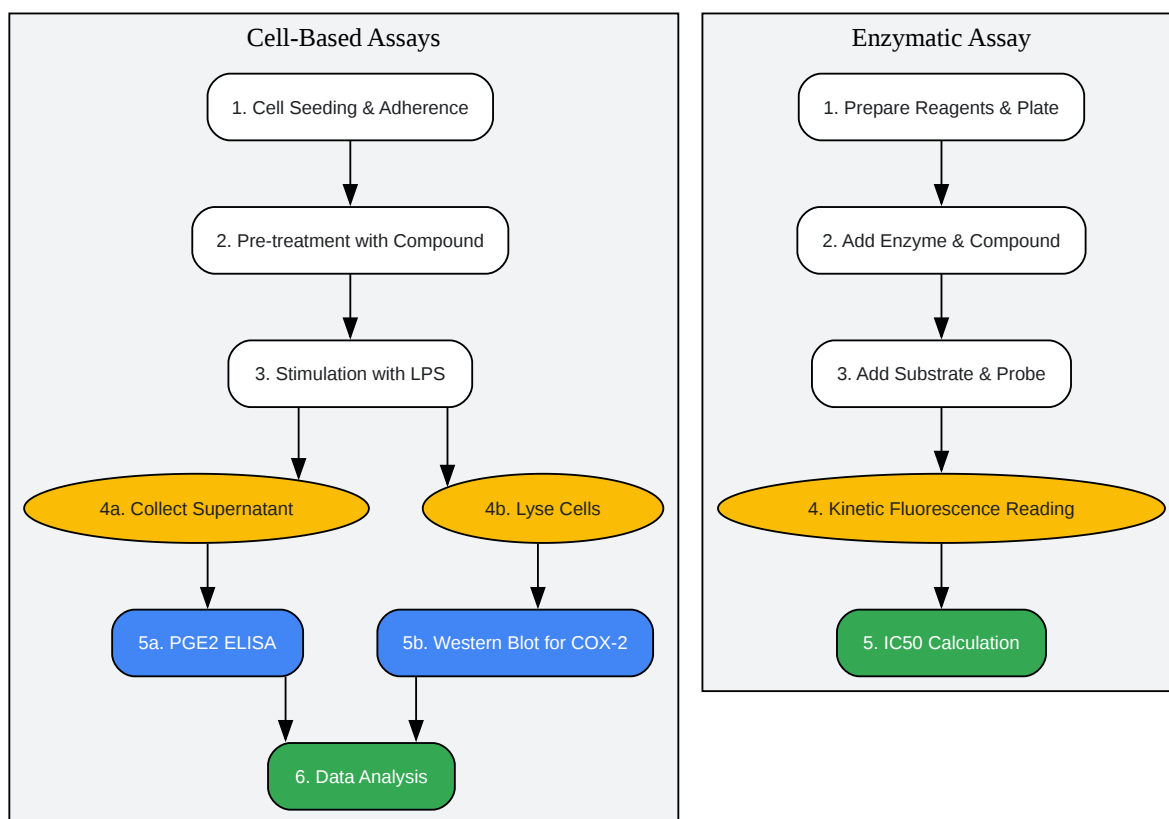 Cell-Based Assays
1. Cell Seeding & Adherence
2. Pre-treatment with Compound
3. Stimulation with LPS
4a. Collect Supernatant
4b. Lyse Cells
5a. PGE2 ELISA
5b. Western Blot for COX-2
6. Data Analysis
Enzymatic Assay
1. Prepare Reagents & Plate
2. Add Enzyme & Compound
3. Add Substrate & Probe
4. Kinetic Fluorescence Reading
5. IC50 Calculation